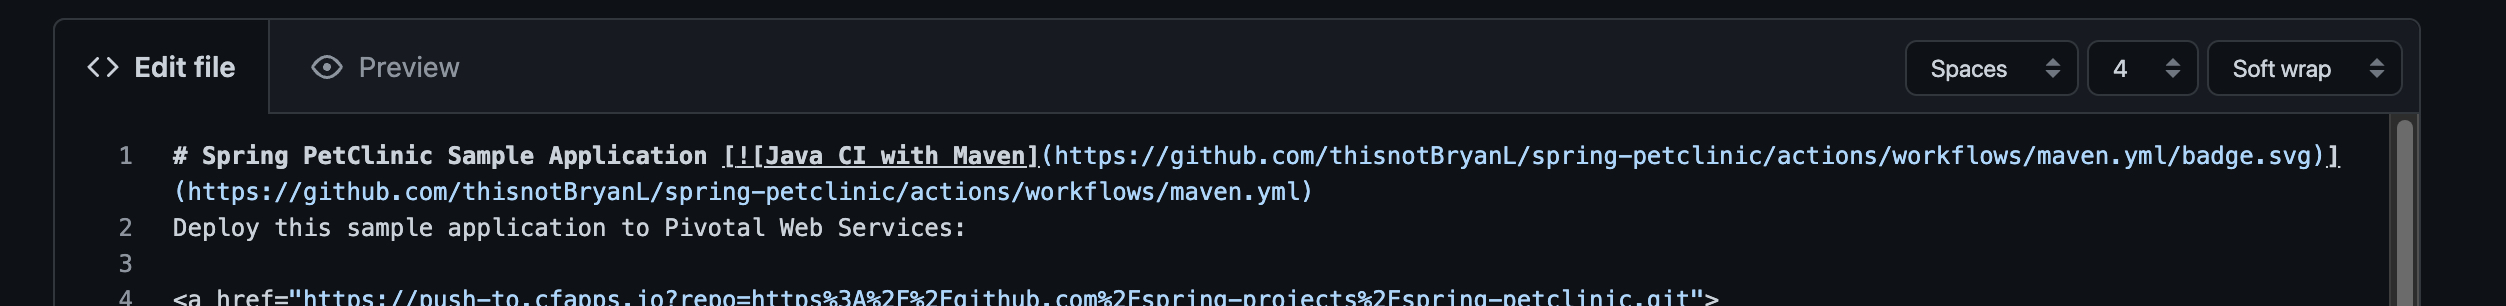 Edit file Preview Spaces 4 Soft wrap
1 # Spring PetClinic Sample Application [![Java CI with Maven](https://github.com/thisnotBryanL/spring-petclinic/actions/workflows/maven.yml/badge.svg)]
(https://github.com/thisnotBryanL/spring-petclinic/actions/workflows/maven.yml)
2 Deploy this sample application to Pivotal Web Services:
3
4 <a href="https://push-to.cfapps.io?repo=https%3A%2F%2Fgithub.com%2Fspring-projects%2Fspring-petclinic.git">